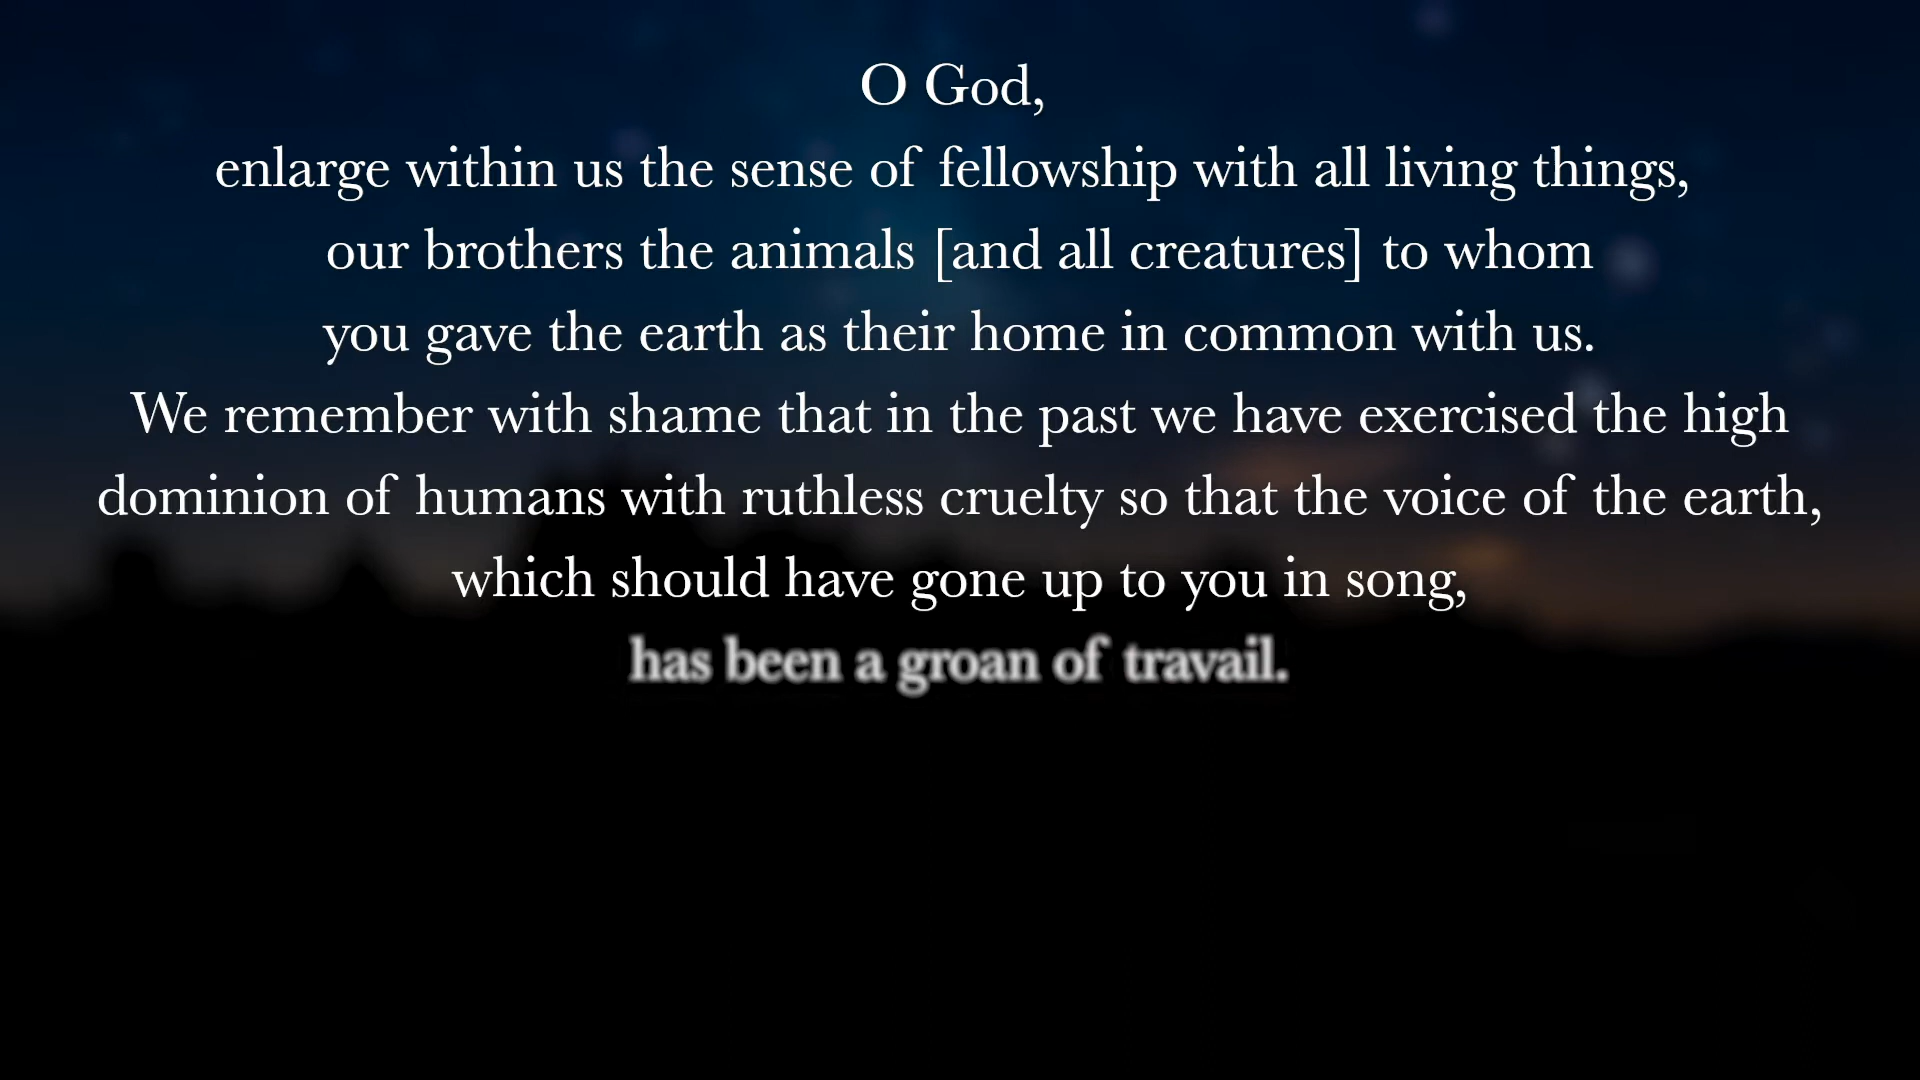 O God,
enlarge within us the sense of fellowship with all living things,
our brothers the animals [and all creatures] to whom
you gave the earth as their home in common with us.
We remember with shame that in the past we have exercised the high
dominion of humans with ruthless cruelty so that the voice of the earth,
which should have gone up to you in song,
has been a groan of travail.